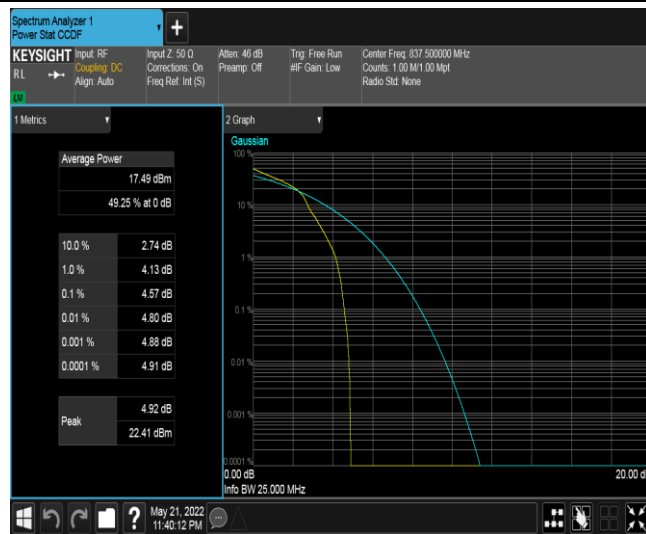 Spectrum Analyzer 1
Power Stat CCDF
+
KEYSIGHT
RL
LXI
Input: RF
Coupling: DC
Align: Auto
Input Z: 50 Ω
Corrections: On
Freq Ref: Int (S)
Atten: 46 dB
Preamp: Off
Trig: Free Run
#IF Gain: Low
Center Freq: 837.500000 MHz
Counts: 1.00 M/1.00 Mpt
Radio Std: None
1 Metrics
Average Power
17.49 dBm
49.25 % at 0 dB
10.0 % 2.74 dB
1.0 % 4.13 dB
0.1 % 4.57 dB
0.01 % 4.80 dB
0.001 % 4.88 dB
0.0001 % 4.91 dB
Peak
4.92 dB
22.41 dBm
2 Graph
Gaussian
100 %
10 %
1 %
0.1 %
0.01 %
0.001 %
0.0001 %
0.00 dB
20.00 d
Info BW 25.000 MHz
?
May 21, 2022
11:40:12 PM